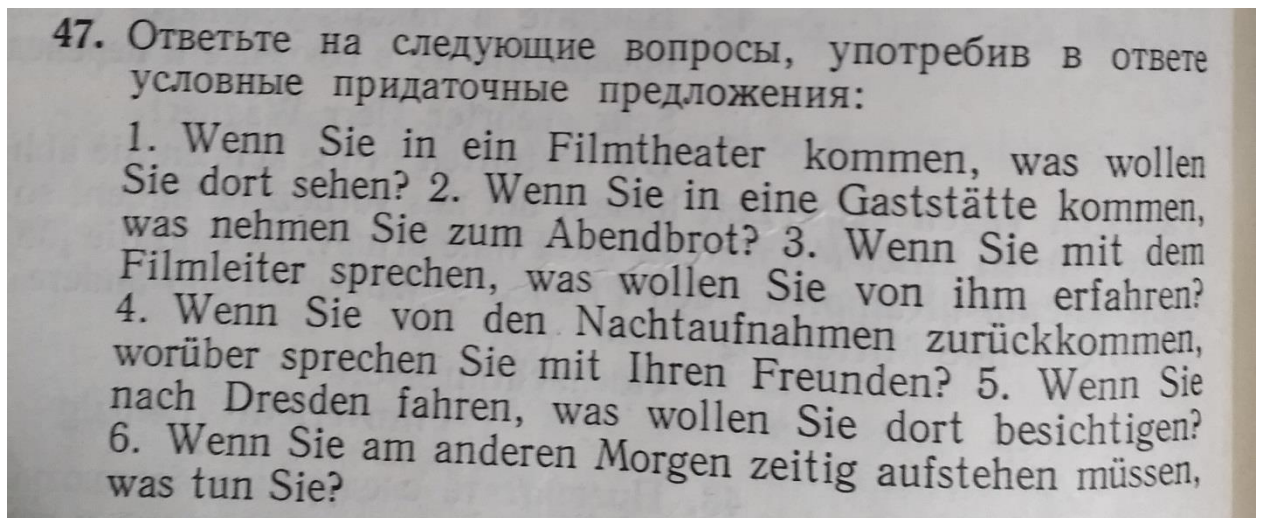 47. Ответьте на следующие вопросы, употребив в ответе
условные придаточные предложения:
1. Wenn Sie in ein Filmtheater kommen, was wollen
Sie dort sehen? 2. Wenn Sie in eine Gaststätte kommen,
was nehmen Sie zum Abendbrot? 3. Wenn Sie mit dem
Filmleiter sprechen, was wollen Sie von ihm erfahren?
4. Wenn Sie von den Nachtaufnahmen zurückkommen,
worüber sprechen Sie mit Ihren Freunden? 5. Wenn Sie
nach Dresden fahren, was wollen Sie dort besichtigen?
6. Wenn Sie am anderen Morgen zeitig aufstehen müssen,
was tun Sie?